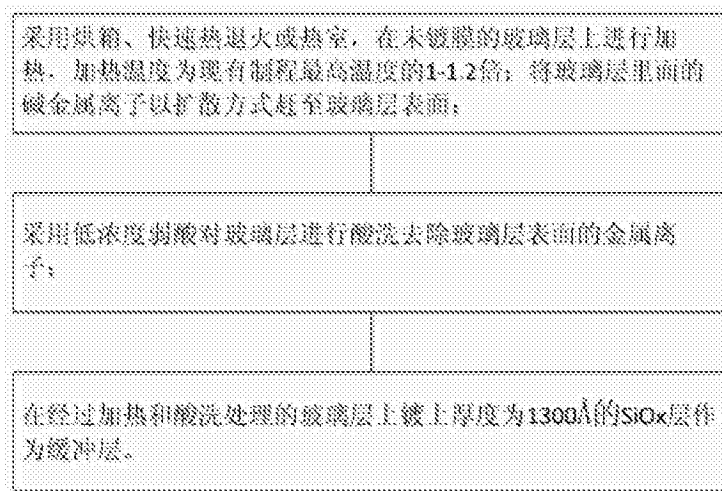 采用烘箱、快速热退火或热室，在未镀膜的玻璃层上进行加
热，加热温度为现有制程最高温度的1-1.2倍；将玻璃层里面的
碱金属离子以扩散方式赶至玻璃层表面；
采用低浓度弱酸对玻璃层进行酸洗去除玻璃层表面的金属离
子；
在经过加热和酸洗处理的玻璃层上镀上厚度为1300Å的SiOx层作
为缓冲层。